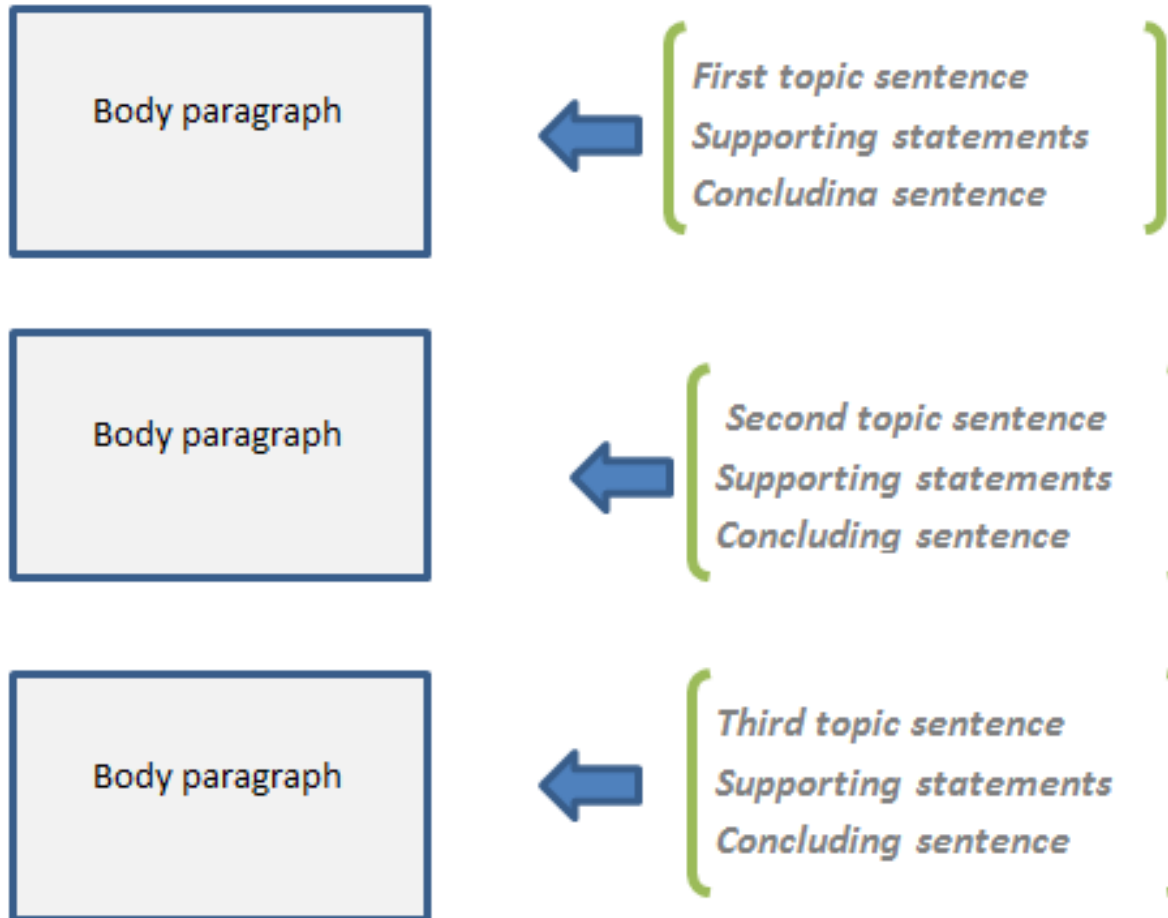 Body paragraph
First topic sentence
Supporting statements
Concludina sentence
Body paragraph
Second topic sentence
Supporting statements
Concluding sentence
Body paragraph
Third topic sentence
Supporting statements
Concluding sentence